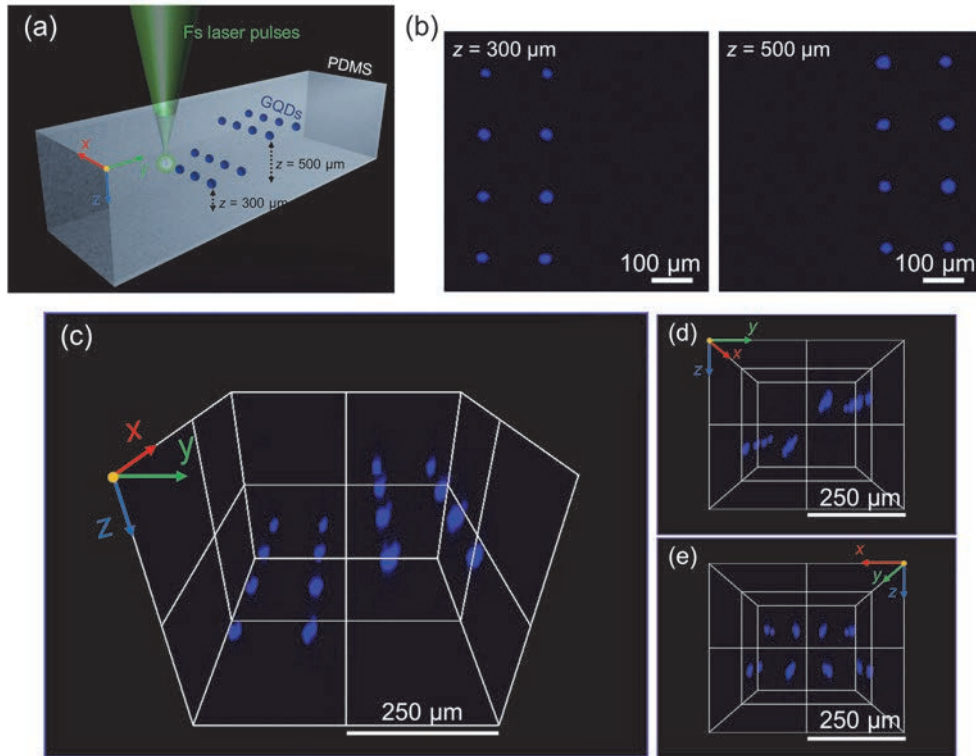 (a)
Fs laser pulses
PDMS
GQDs
x
z
z = 500 μm
z = 300 μm
(b)
z = 300 μm
100 μm
z = 500 μm
100 μm
(c)
x
y
z
250 μm
(d)
y
x
z
250 μm
(e)
x
y
z
250 μm